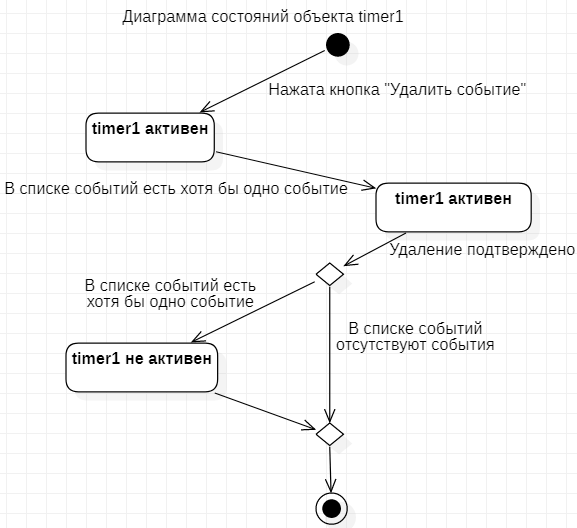 Диаграмма состояний объекта timer1
Нажата кнопка "Удалить событие"
timer1 активен
В списке событий есть хотя бы одно событие
timer1 активен
Удаление подтверждено
В списке событий есть
хотя бы одно событие
В списке событий
отсутствуют события
timer1 не активен